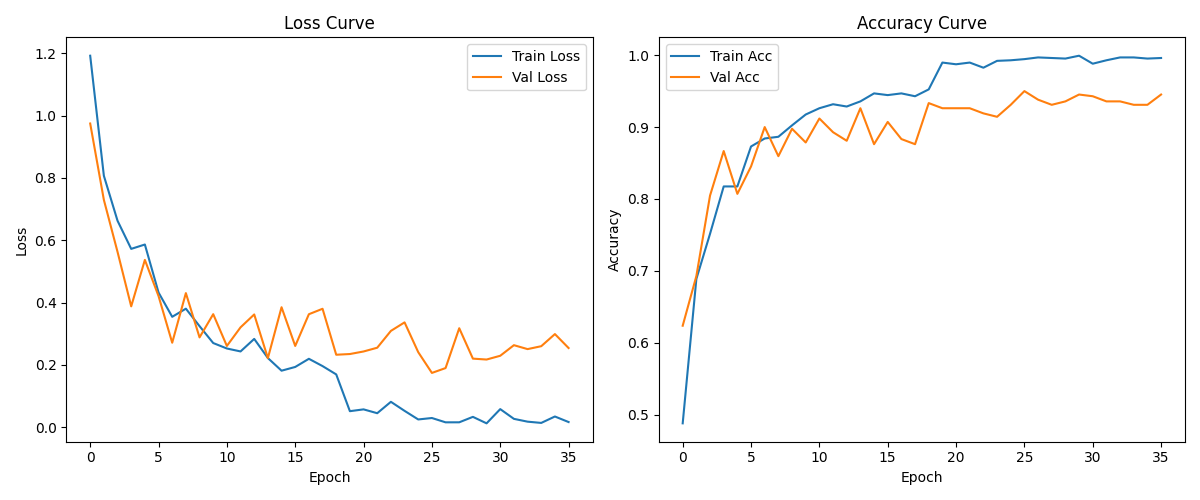 Loss Curve
Train Loss
Val Loss
1.2
1.0
0.8
0.6
0.4
0.2
0.0
Loss
0 5 10 15 20 25 30 35
Epoch
Accuracy Curve
Train Acc
Val Acc
1.0
0.9
0.8
0.7
0.6
0.5
Accuracy
0 5 10 15 20 25 30 35
Epoch